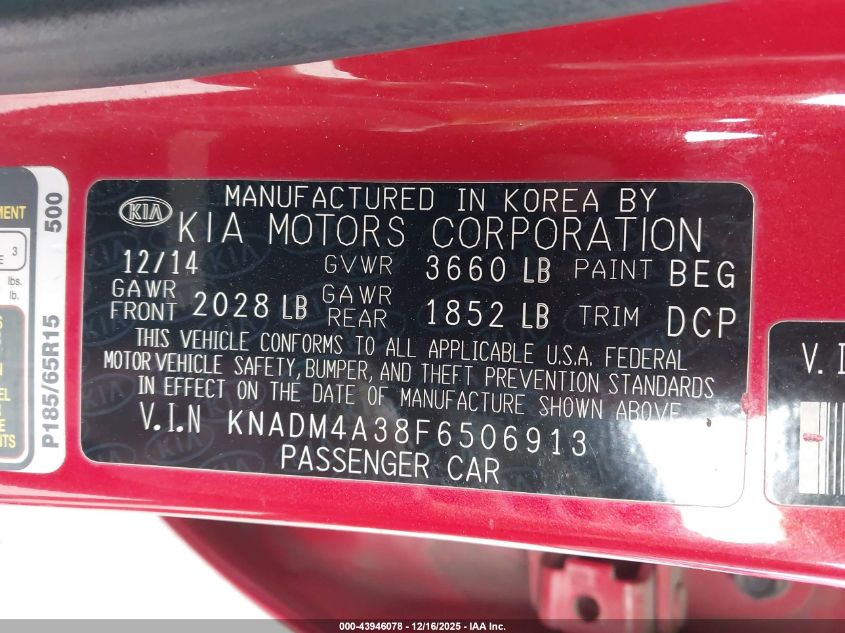 MANUFACTURED IN KOREA BY
KIA
KIA MOTORS CORPORATION
12/14 GVWR 3660 LB PAINT BEG
GAWR FRONT 2028 LB GAWR REAR 1852 LB TRIM DCP
THIS VEHICLE CONFORMS TO ALL APPLICABLE U.S.A. FEDERAL
MOTOR VEHICLE SAFETY, BUMPER, AND THEFT PREVENTION STANDARDS
IN EFFECT ON THE DATE OF MANUFACTURE SHOWN ABOVE.
V.I.N KNADM4A38F6506913
PASSENGER CAR
P185/65R15 500
3
lbs.
lb.
V. I
000-43946078 - 12/16/2025 - IAA Inc.